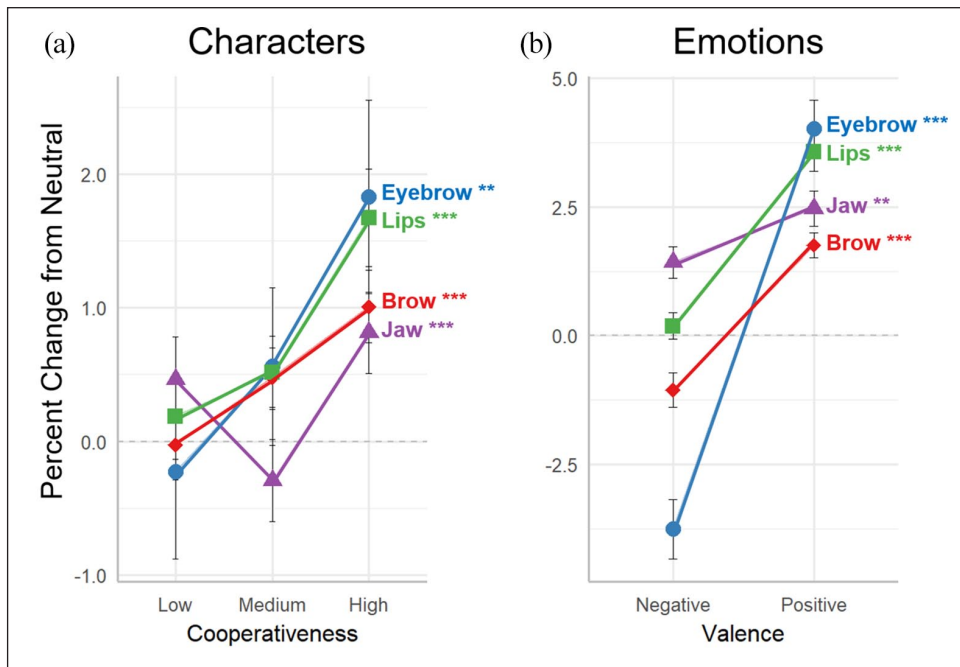 (a) Characters
Percent Change from Neutral
2.0
1.0
0.0
-1.0
Eyebrow **
Lips ***
Brow ***
Jaw ***
Low Medium High
Cooperativeness
(b) Emotions
5.0
2.5
0.0
-2.5
Eyebrow ***
Lips ***
Jaw **
Brow ***
Negative Positive
Valence